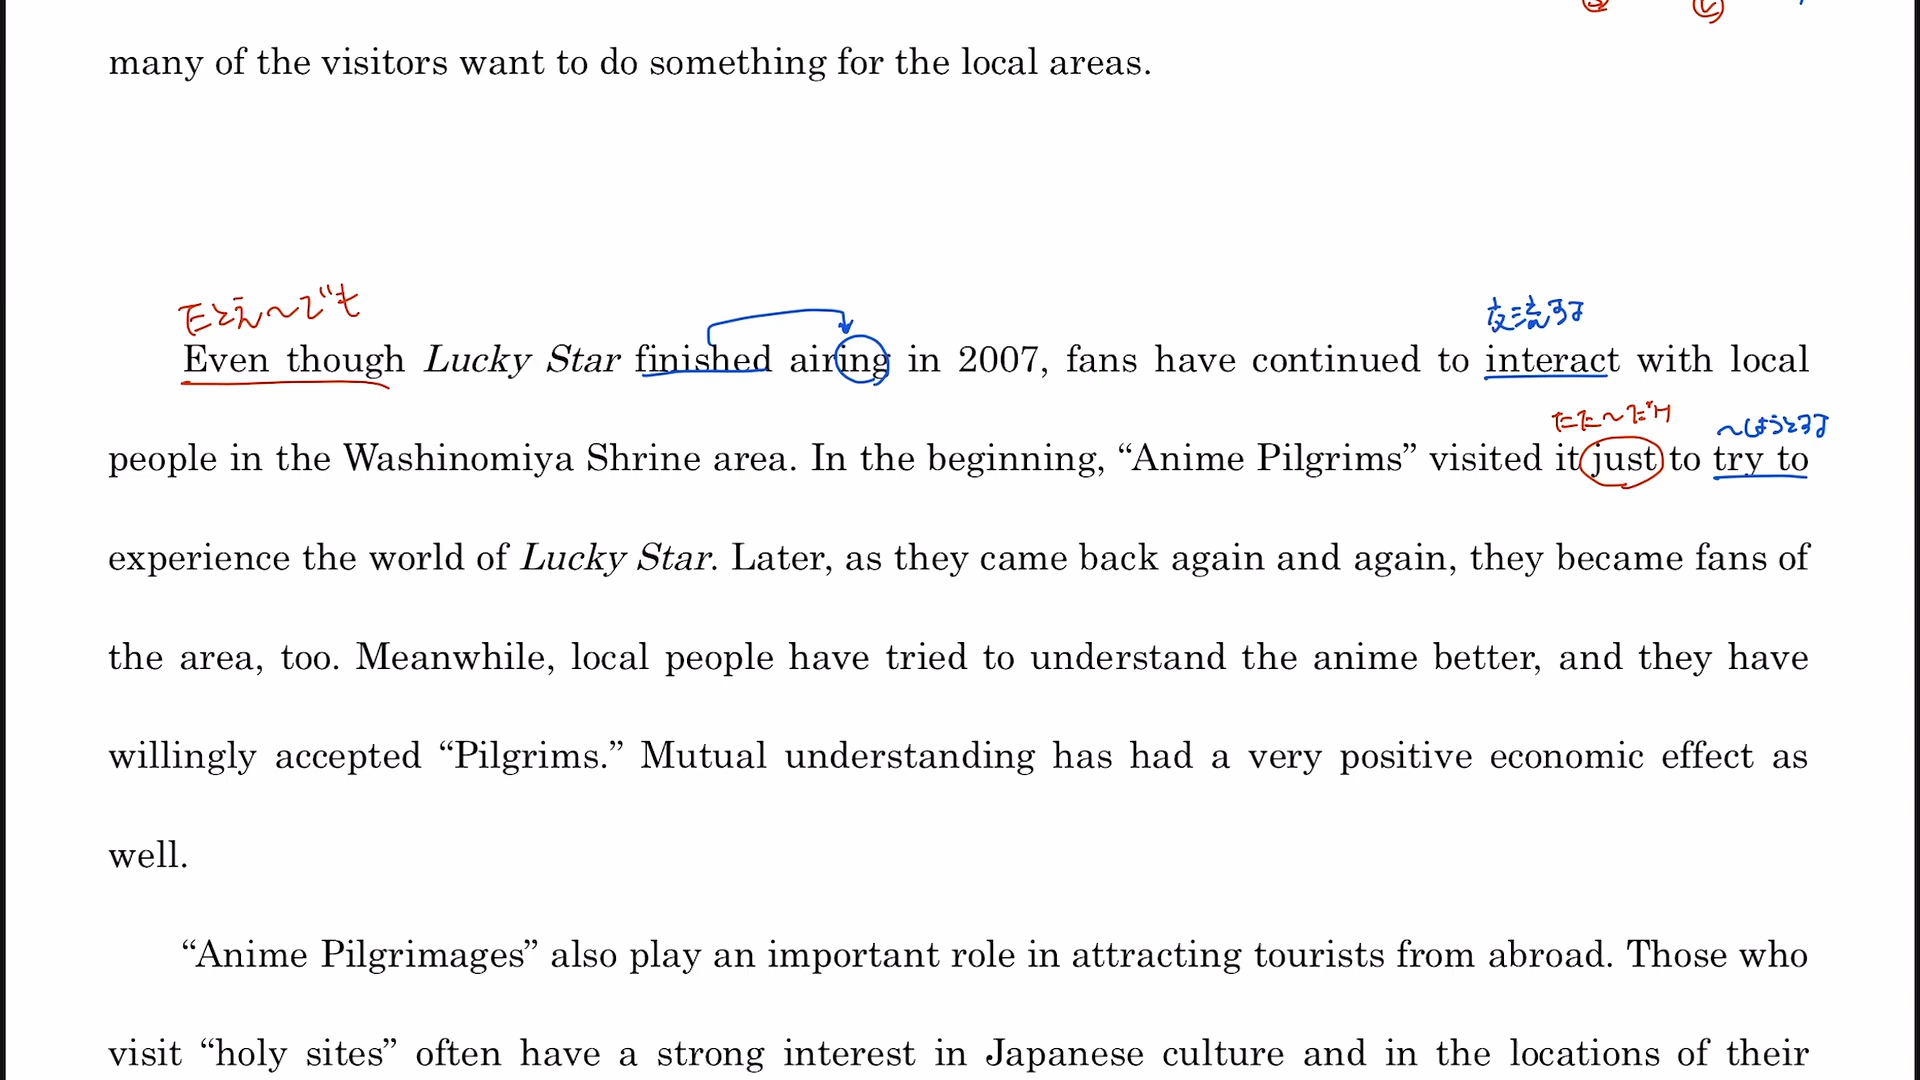 many of the visitors want to do something for the local areas.
たとえ〜でも
交流する
Even though Lucky Star finished airing in 2007, fans have continued to interact with local
ただ〜だけ
〜しようとする
people in the Washinomiya Shrine area. In the beginning, “Anime Pilgrims” visited it just to try to
experience the world of Lucky Star. Later, as they came back again and again, they became fans of
the area, too. Meanwhile, local people have tried to understand the anime better, and they have
willingly accepted “Pilgrims.” Mutual understanding has had a very positive economic effect as
well.
“Anime Pilgrimages” also play an important role in attracting tourists from abroad. Those who
visit “holy sites” often have a strong interest in Japanese culture and in the locations of their